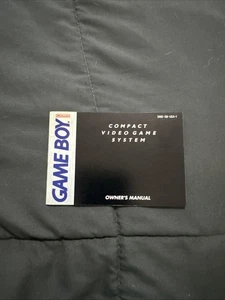 GAME BOY
COMPACT
VIDEO GAME
SYSTEM
OWNER'S MANUAL